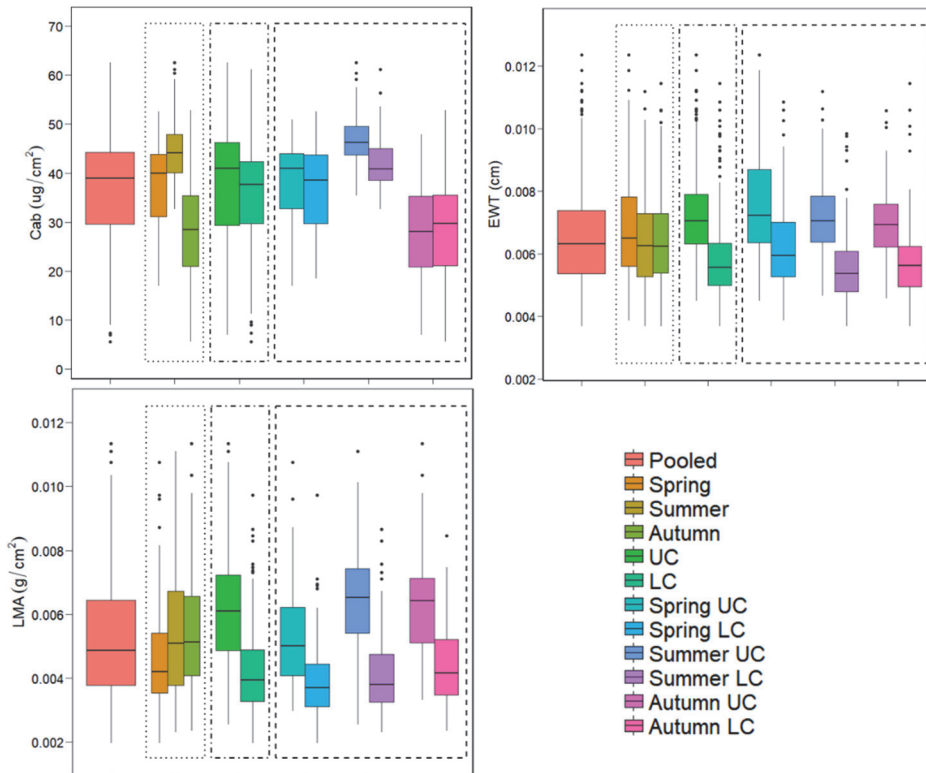 70
60
50
40
30
20
10
0
Cab (ug/cm²)
0.012
0.010
0.008
0.006
0.004
0.002
EWT (cm)
0.012
0.010
0.008
0.006
0.004
0.002
LMA (g/cm²)
Pooled
Spring
Summer
Autumn
UC
LC
Spring UC
Spring LC
Summer UC
Summer LC
Autumn UC
Autumn LC